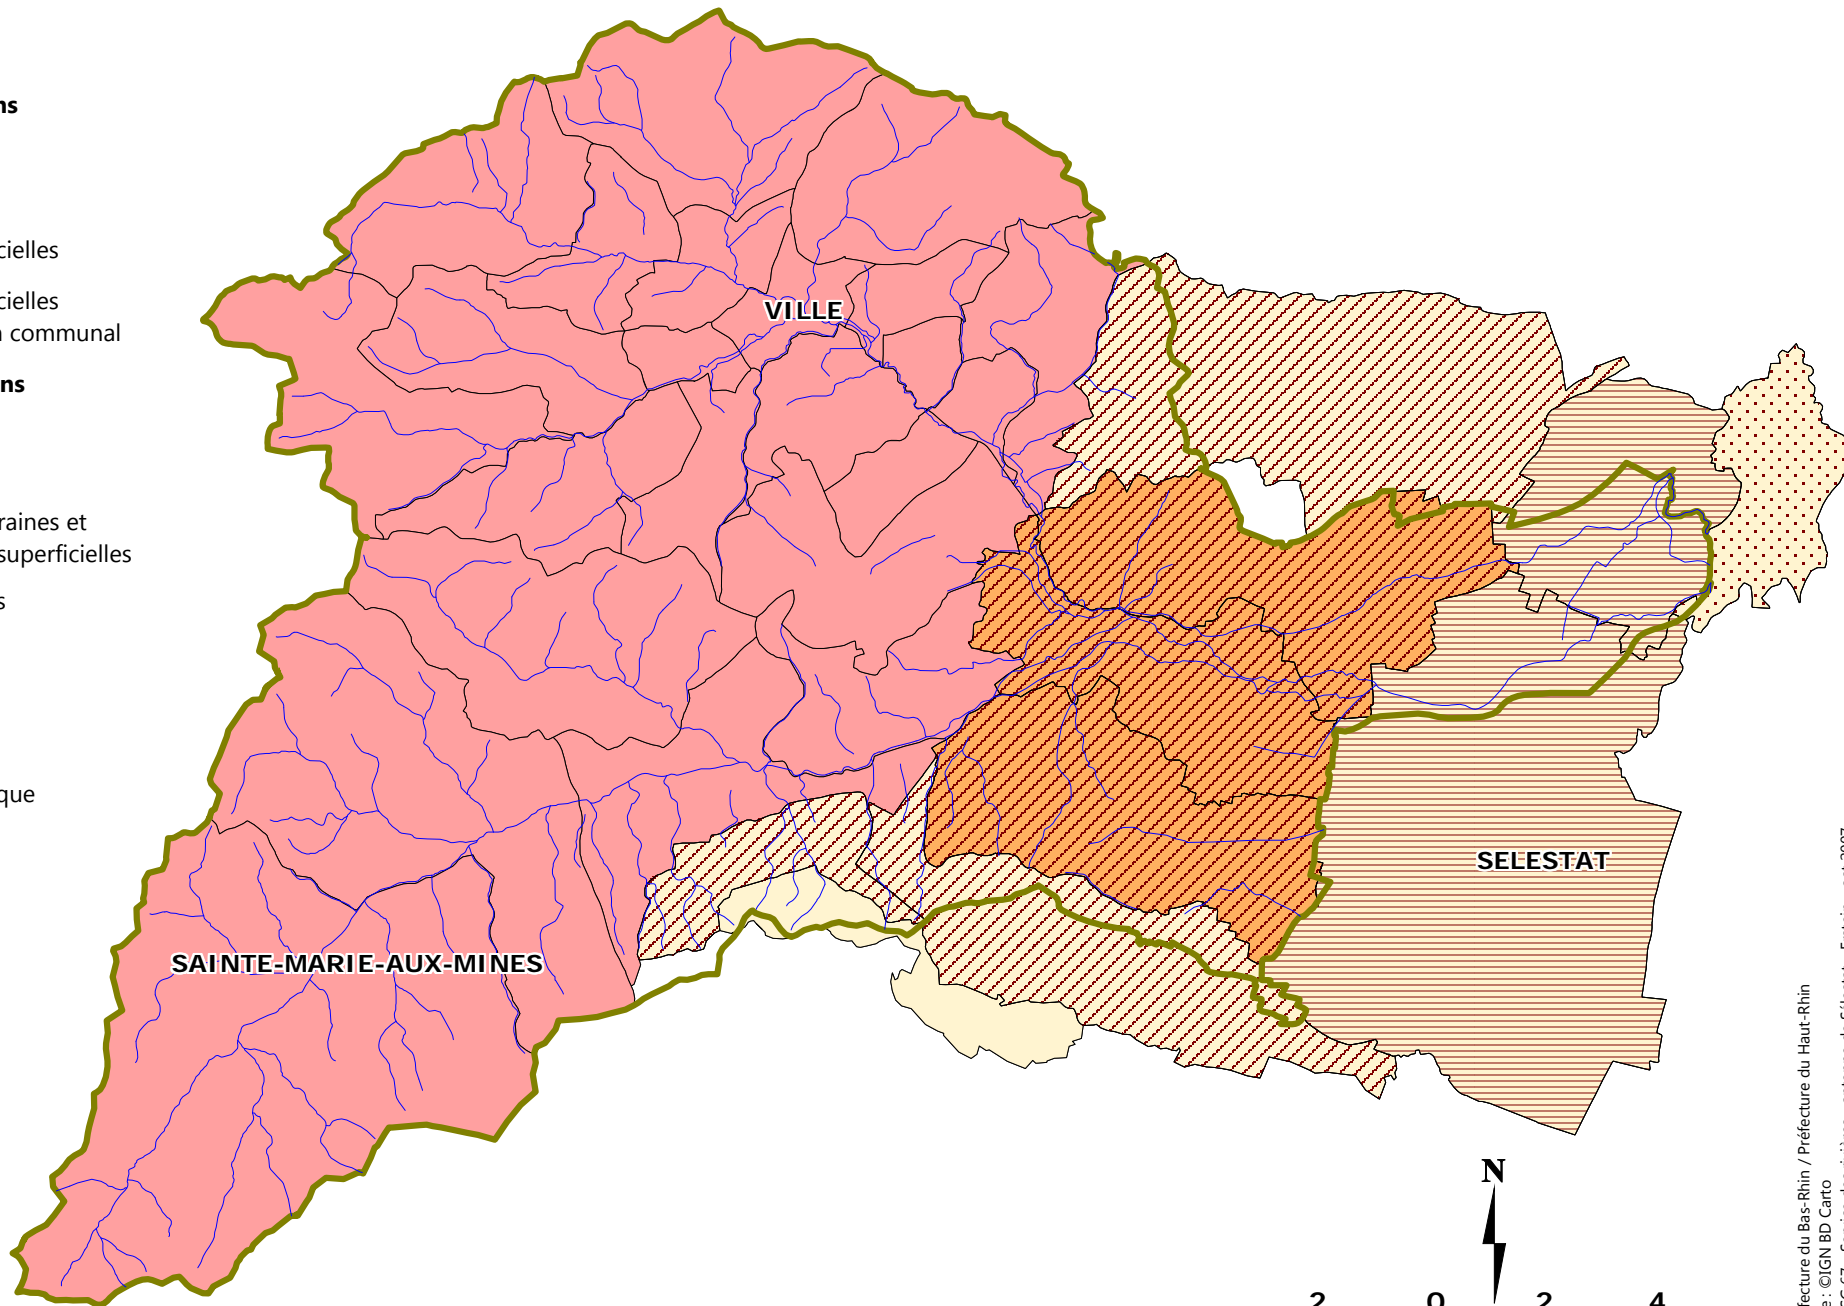 ns
cielles
cielles
n communal
ns
raines et
superficielles
s
que
VILLE
SELESTAT
SAINTE-MARIE-AUX-MINES
N
2 0 2 4
fecture du Bas-Rhin / Préfecture du Haut-Rhin
e : ©IGN BD Carto